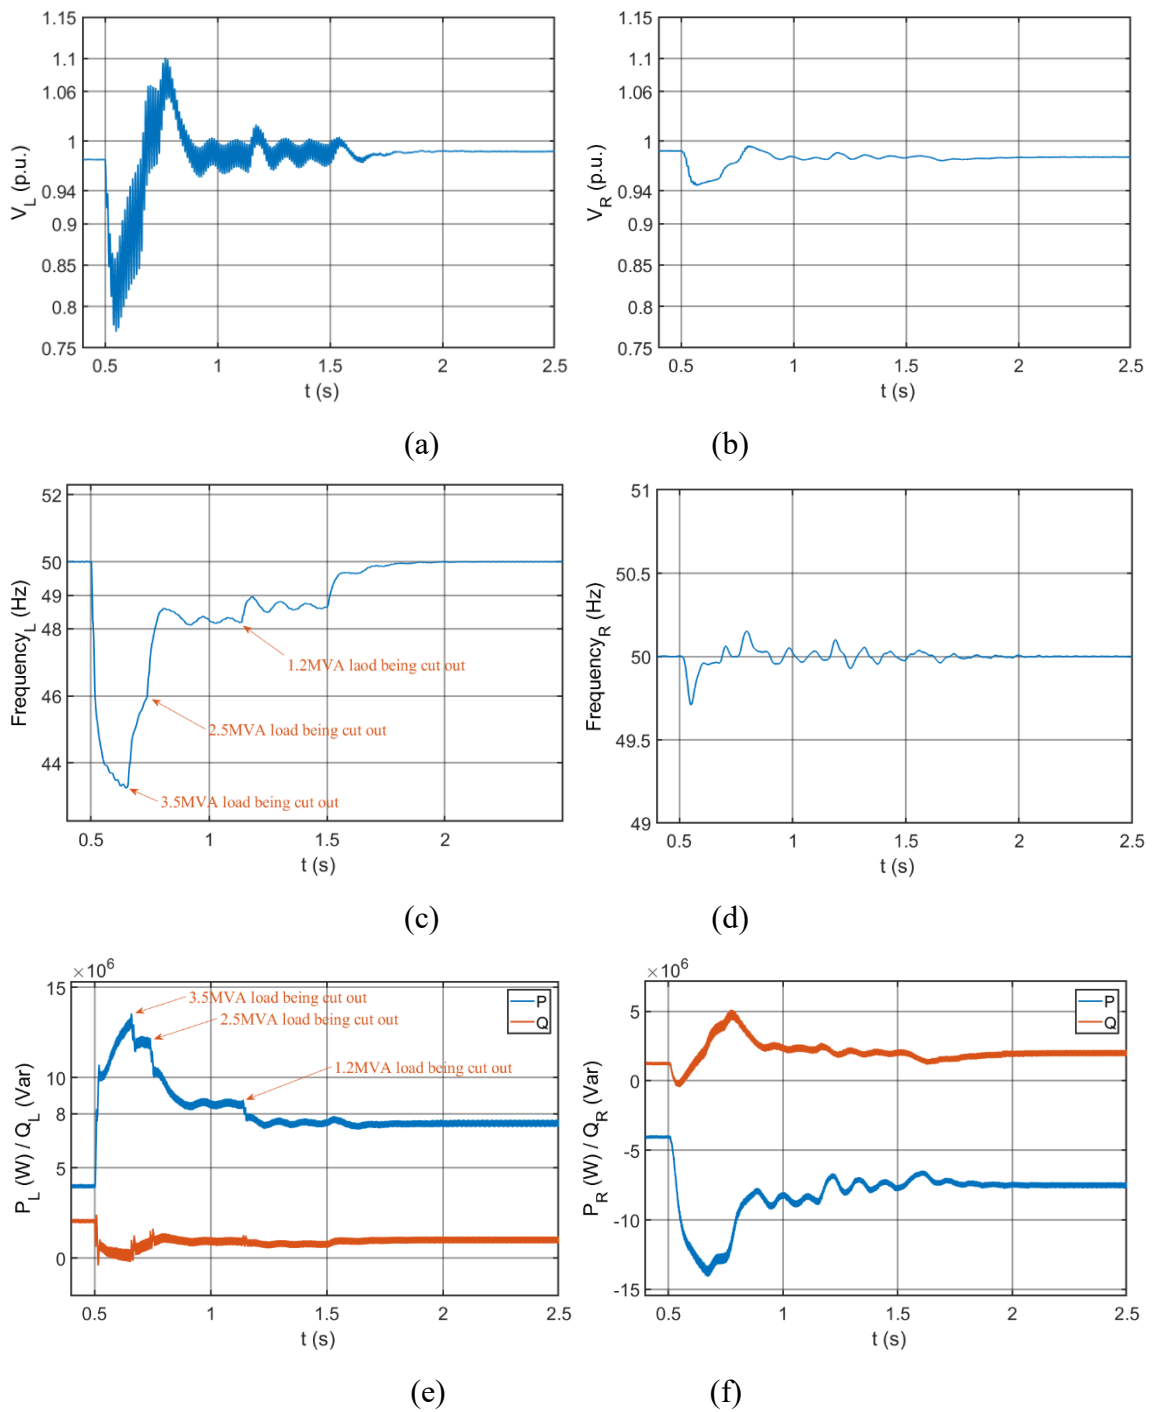 1.15
1.1
1.06
1
0.94
0.9
0.85
0.8
0.75
V_L (p.u.)
0.5 1 1.5 2 2.5
t (s)
(a)
1.15
1.1
1.06
1
0.94
0.9
0.85
0.8
0.75
V_R (p.u.)
0.5 1 1.5 2 2.5
t (s)
(b)
52
50
49
48
46
44
Frequency_L (Hz)
1.2MVA laod being cut out
2.5MVA load being cut out
3.5MVA load being cut out
0.5 1 1.5 2
t (s)
(c)
51
50.5
50
49.5
49
Frequency_R (Hz)
0.5 1 1.5 2 2.5
t (s)
(d)
×10^6
15
10
8
5
0
P_L (W) / Q_L (Var)
3.5MVA load being cut out
2.5MVA load being cut out
1.2MVA load being cut out
P
Q
0.5 1 1.5 2 2.5
t (s)
(e)
×10^6
5
0
-5
-10
-15
P_R (W) / Q_R (Var)
P
Q
0.5 1 1.5 2 2.5
t (s)
(f)